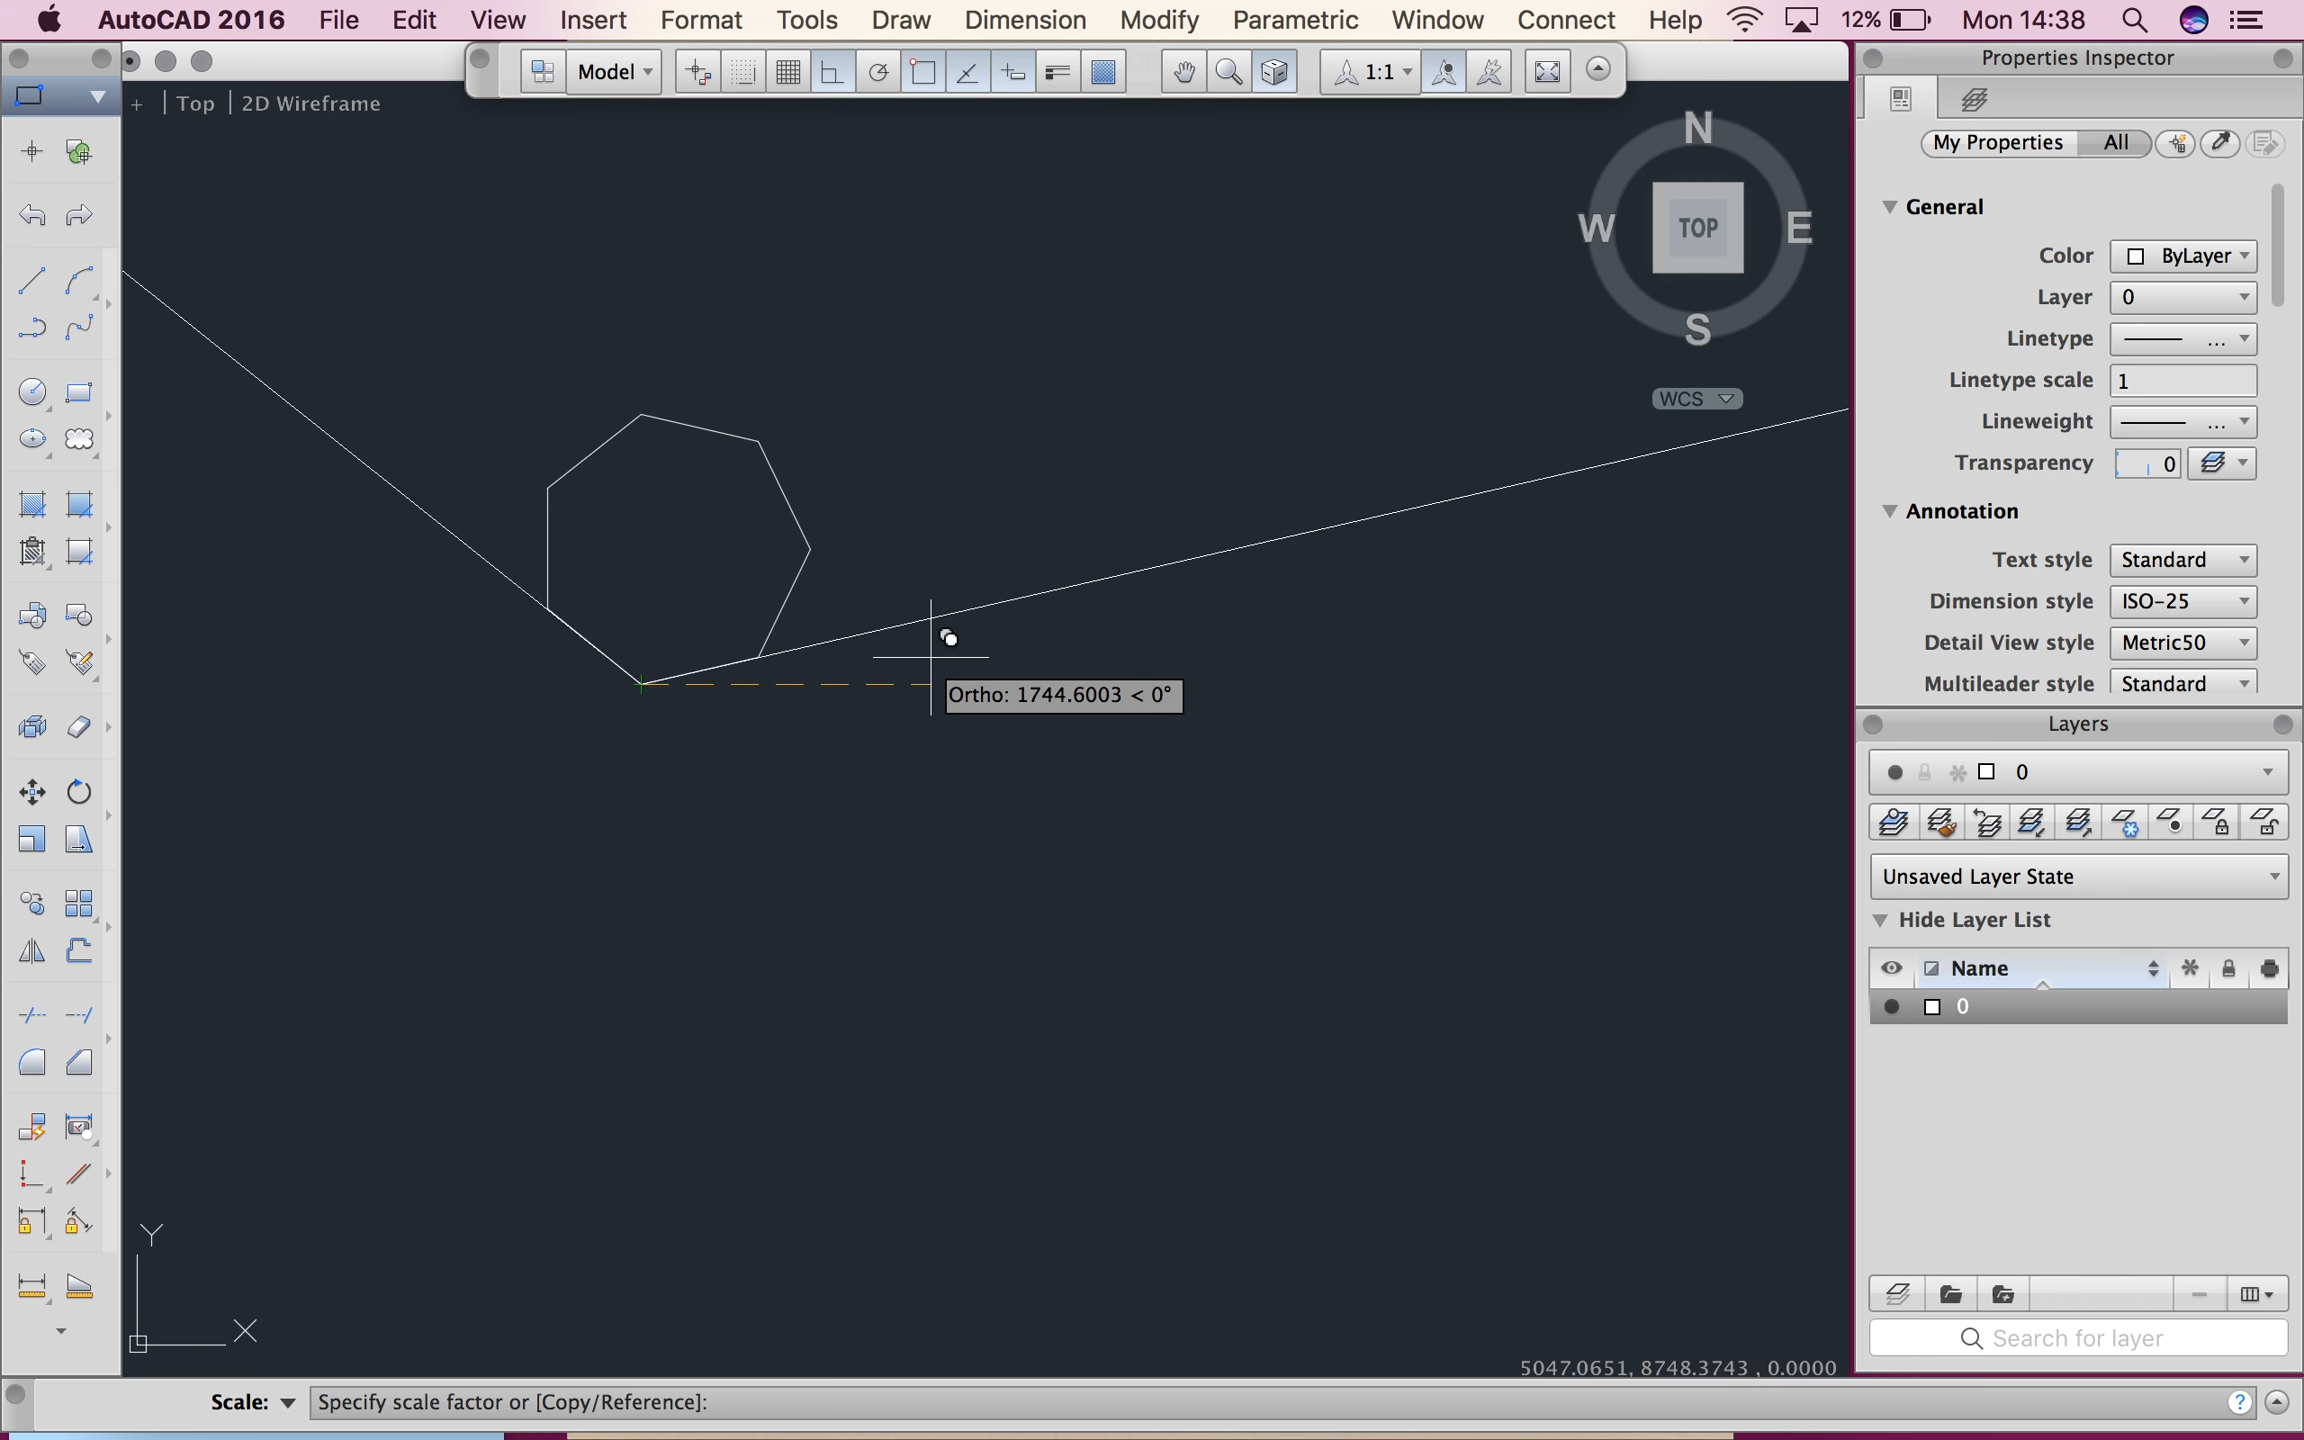 AutoCAD 2016 File Edit View Insert Format Tools Draw Dimension Modify Parametric Window Connect Help 12% Mon 14:38
Model 1:1
+ | Top | 2D Wireframe
N
W TOP E
S
WCS
Ortho: 1744.6003 < 0°
Y
X
5047.0651, 8748.3743 , 0.0000
Properties Inspector
My Properties All
General
Color ByLayer
Layer 0
Linetype ...
Linetype scale 1
Lineweight ...
Transparency 0
Annotation
Text style Standard
Dimension style ISO-25
Detail View style Metric50
Multileader style Standard
Layers
0
Unsaved Layer State
Hide Layer List
Name
0
Search for layer
Scale: Specify scale factor or [Copy/Reference]: ?